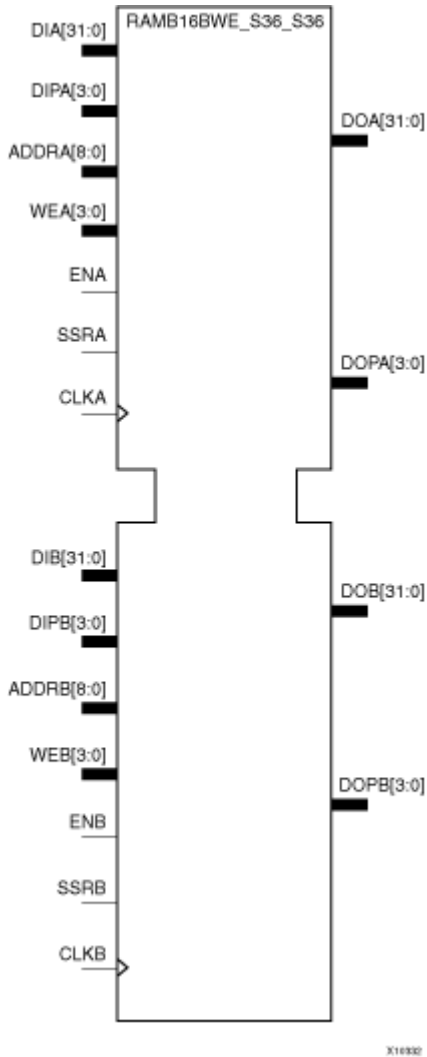 RAMB16BWE_S36_S36
DIA[31:0]
DIPA[3:0]
DOA[31:0]
ADDRA[8:0]
WEA[3:0]
ENA
SSRA
DOPA[3:0]
CLKA
DIB[31:0]
DOB[31:0]
DIPB[3:0]
ADDRB[8:0]
WEB[3:0]
DOPB[3:0]
ENB
SSRB
CLKB